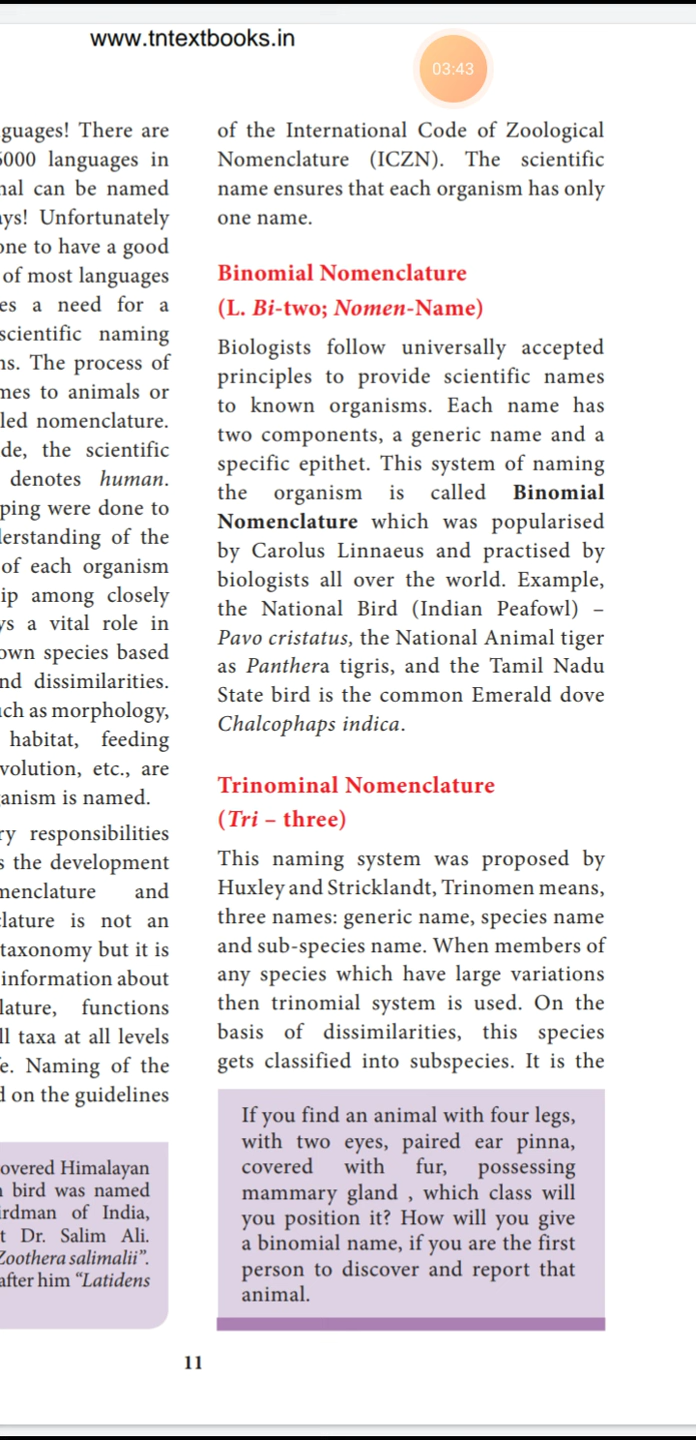 www.tntextbooks.in
03:43
guages! There are
6000 languages in
nal can be named
ays! Unfortunately
one to have a good
of most languages
es a need for a
scientific naming
ns. The process of
mes to animals or
led nomenclature.
de, the scientific
denotes human.
ping were done to
lerstanding of the
of each organism
ip among closely
ys a vital role in
own species based
nd dissimilarities.
uch as morphology,
habitat, feeding
volution, etc., are
anism is named.
ry responsibilities
s the development
menclature and
clature is not an
taxonomy but it is
information about
lature, functions
ll taxa at all levels
e. Naming of the
d on the guidelines
overed Himalayan
n bird was named
irdman of India,
t Dr. Salim Ali.
Zoothera salimalii”.
after him “Latidens
of the International Code of Zoological
Nomenclature (ICZN). The scientific
name ensures that each organism has only
one name.
Binomial Nomenclature
(L. Bi-two; Nomen-Name)
Biologists follow universally accepted
principles to provide scientific names
to known organisms. Each name has
two components, a generic name and a
specific epithet. This system of naming
the organism is called Binomial
Nomenclature which was popularised
by Carolus Linnaeus and practised by
biologists all over the world. Example,
the National Bird (Indian Peafowl) –
Pavo cristatus, the National Animal tiger
as Panthera tigris, and the Tamil Nadu
State bird is the common Emerald dove
Chalcophaps indica.
Trinominal Nomenclature
(Tri – three)
This naming system was proposed by
Huxley and Stricklandt, Trinomen means,
three names: generic name, species name
and sub-species name. When members of
any species which have large variations
then trinomial system is used. On the
basis of dissimilarities, this species
gets classified into subspecies. It is the
If you find an animal with four legs,
with two eyes, paired ear pinna,
covered with fur, possessing
mammary gland , which class will
you position it? How will you give
a binomial name, if you are the first
person to discover and report that
animal.
11